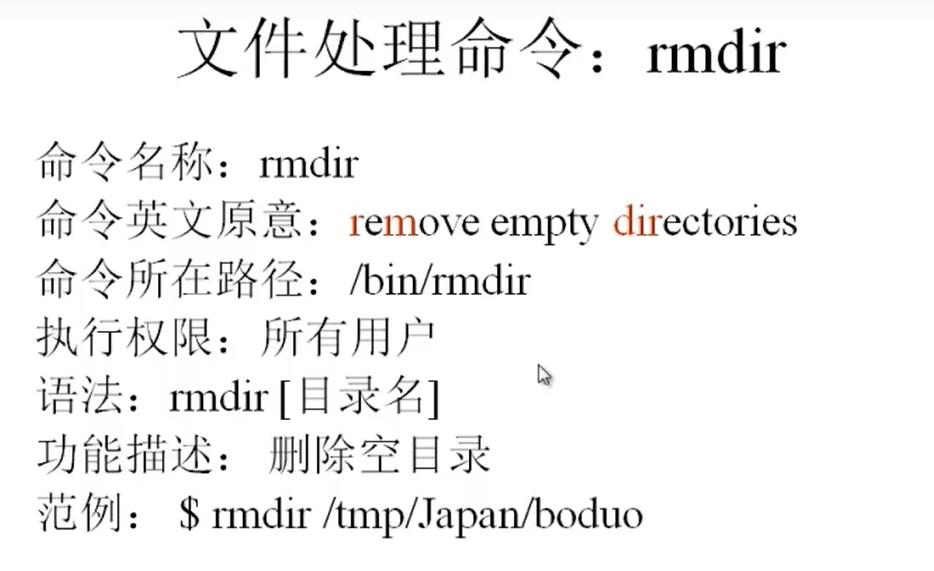 文件处理命令：rmdir
命令名称：rmdir
命令英文原意：remove empty directories
命令所在路径：/bin/rmdir
执行权限：所有用户
语法：rmdir [目录名]
功能描述： 删除空目录
范例： $ rmdir /tmp/Japan/boduo